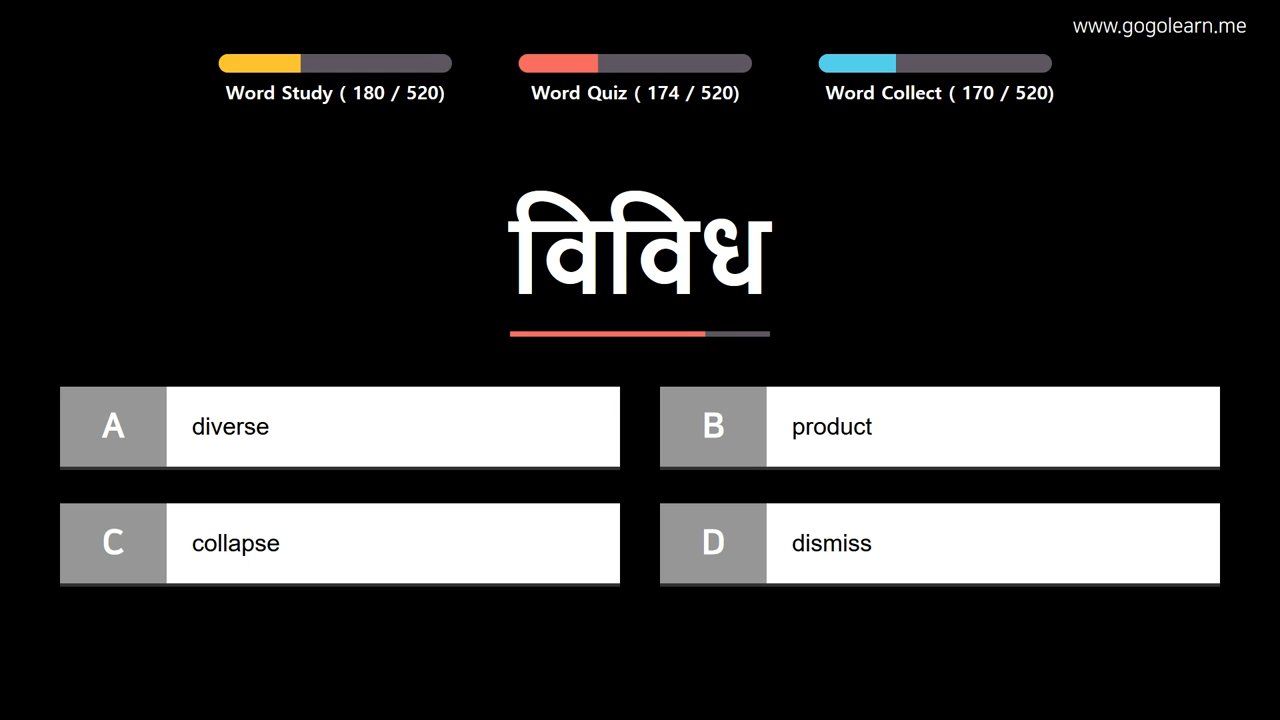 www.gogolearn.me
Word Study ( 180 / 520) Word Quiz ( 174 / 520) Word Collect ( 170 / 520)
विविध
A diverse B product
C collapse D dismiss